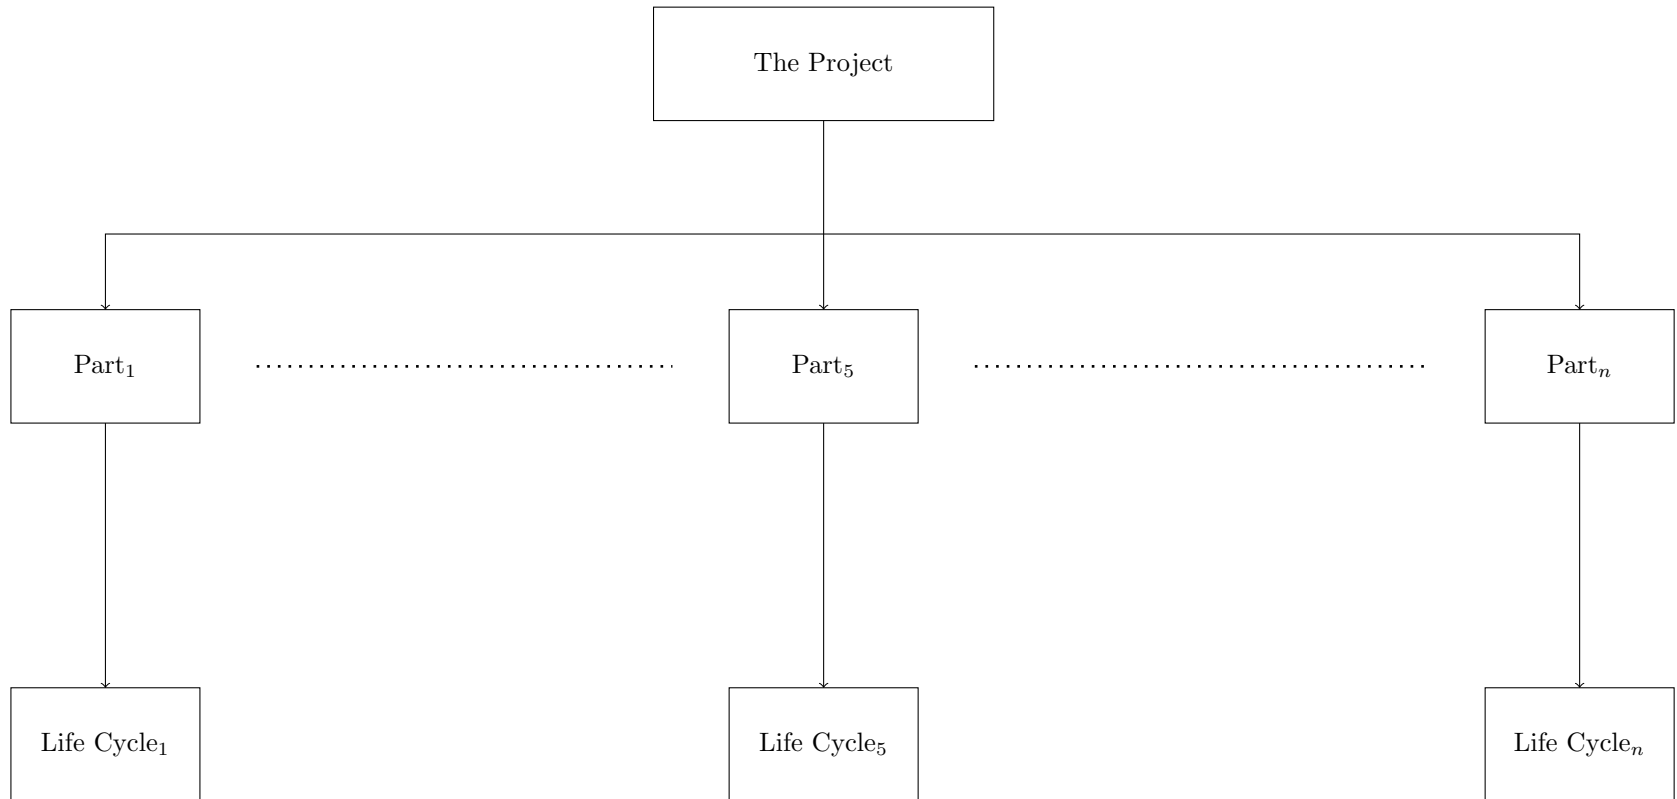 The Project
Part₁
Part₅
Partₙ
Life Cycle₁
Life Cycle₅
Life Cycleₙ